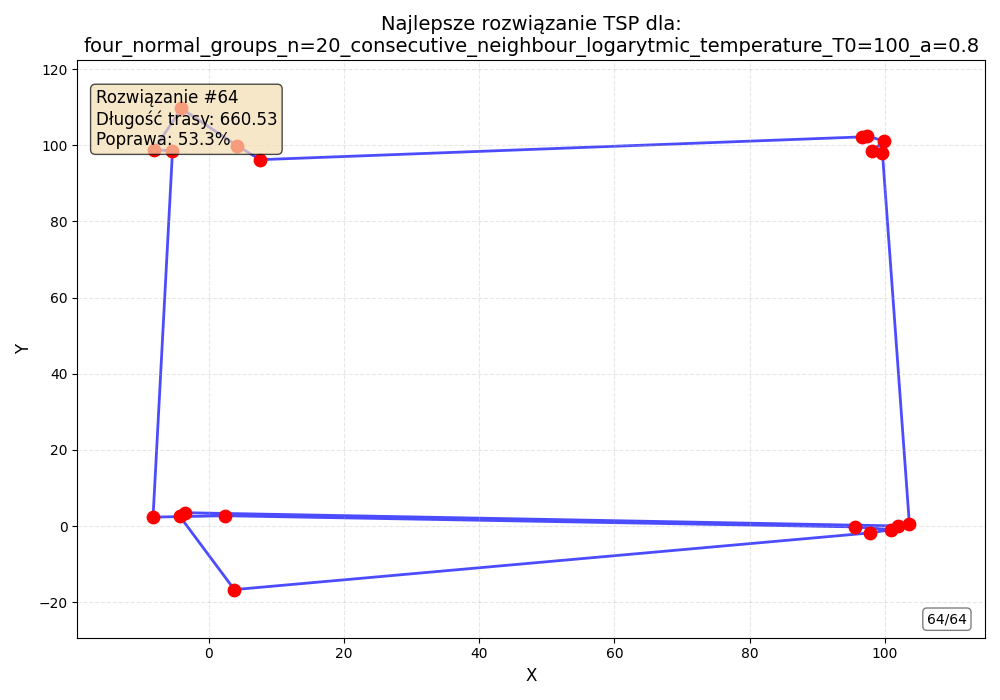 Najlepsze rozwiązanie TSP dla:
four_normal_groups_n=20_consecutive_neighbour_logarytmic_temperature_T0=100_a=0.8
Rozwiązanie #64
Długość trasy: 660.53
Poprawa: 53.3%
120
100
80
60
40
20
0
−20
Y
64/64
0
20
40
60
80
100
X